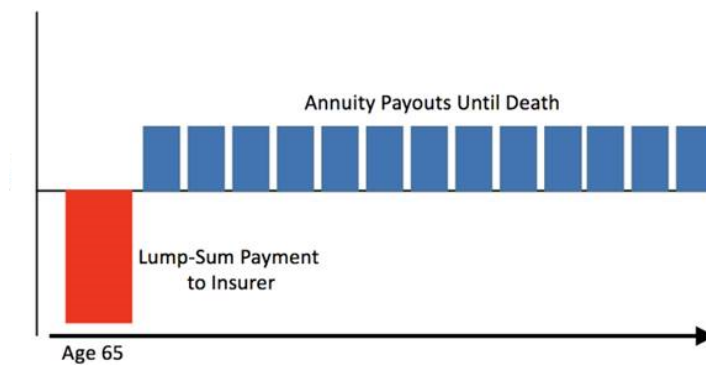 Annuity Payouts Until Death
Lump-Sum Payment
to Insurer
Age 65